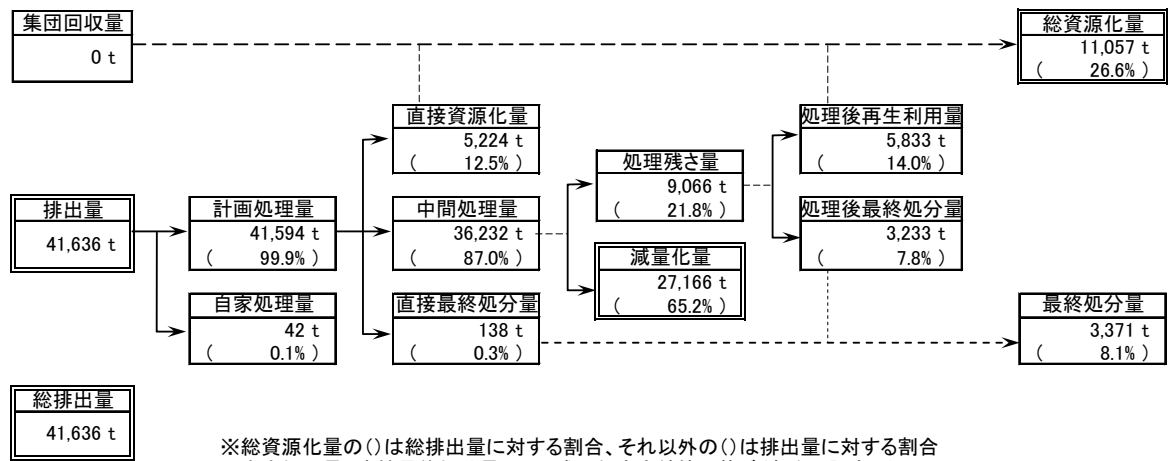 集団回収量
0 t
総資源化量
11,057 t
( 26.6% )
直接資源化量
5,224 t
( 12.5% )
処理後再生利用量
5,833 t
( 14.0% )
処理残さ量
9,066 t
( 21.8% )
排出量
41,636 t
計画処理量
41,594 t
( 99.9% )
中間処理量
36,232 t
( 87.0% )
処理後最終処分量
3,233 t
( 7.8% )
減量化量
27,166 t
( 65.2% )
自家処理量
42 t
( 0.1% )
直接最終処分量
138 t
( 0.3% )
最終処分量
3,371 t
( 8.1% )
総排出量
41,636 t
※総資源化量の()は総排出量に対する割合、それ以外の()は排出量に対する割合